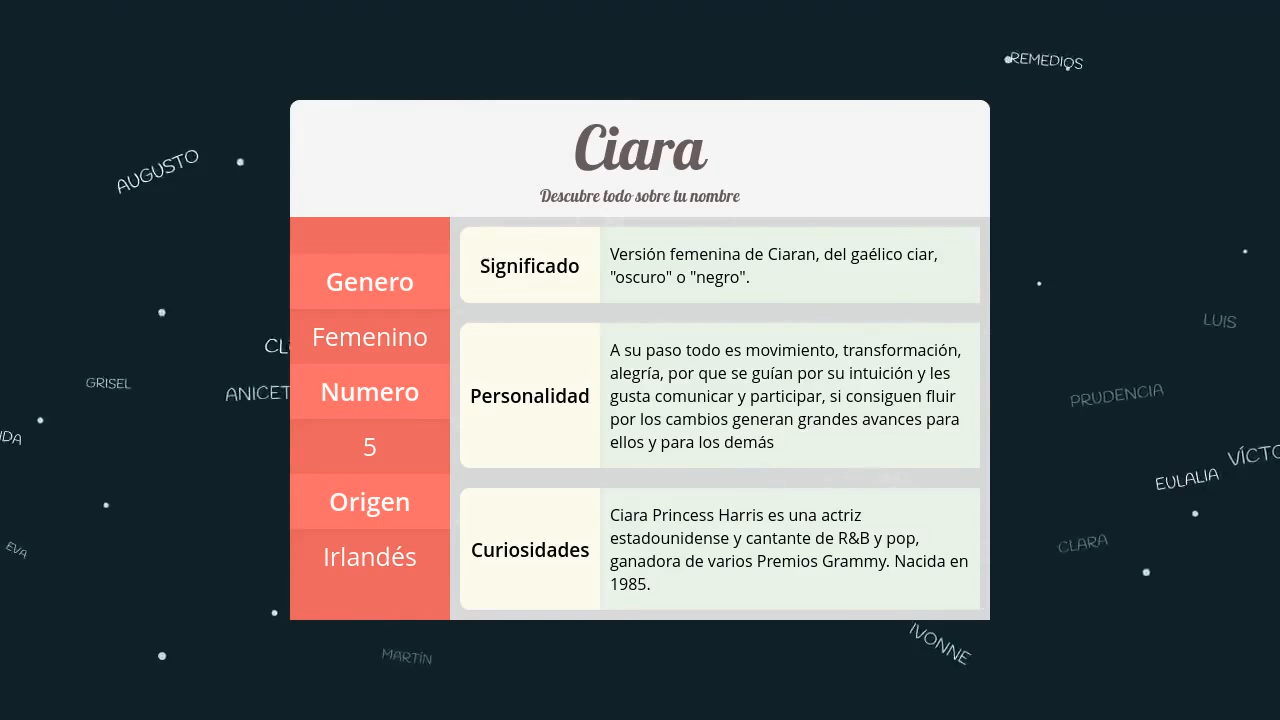 REMEDIOS
AUGUSTO
Ciara
Descubre todo sobre tu nombre
Genero
Femenino
Numero
5
Origen
Irlandés
Significado
Versión femenina de Ciaran, del gaélico ciar,
"oscuro" o "negro".
Personalidad
A su paso todo es movimiento, transformación,
alegría, por que se guían por su intuición y les
gusta comunicar y participar, si consiguen fluir
por los cambios generan grandes avances para
ellos y para los demás
Curiosidades
Ciara Princess Harris es una actriz
estadounidense y cantante de R&B y pop,
ganadora de varios Premios Grammy. Nacida en
1985.
LUIS
CL
GRISEL
ANICET
PRUDENCIA
IDA
VÍCTO
EULALIA
EVA
CLARA
IVONNE
MARTÍN